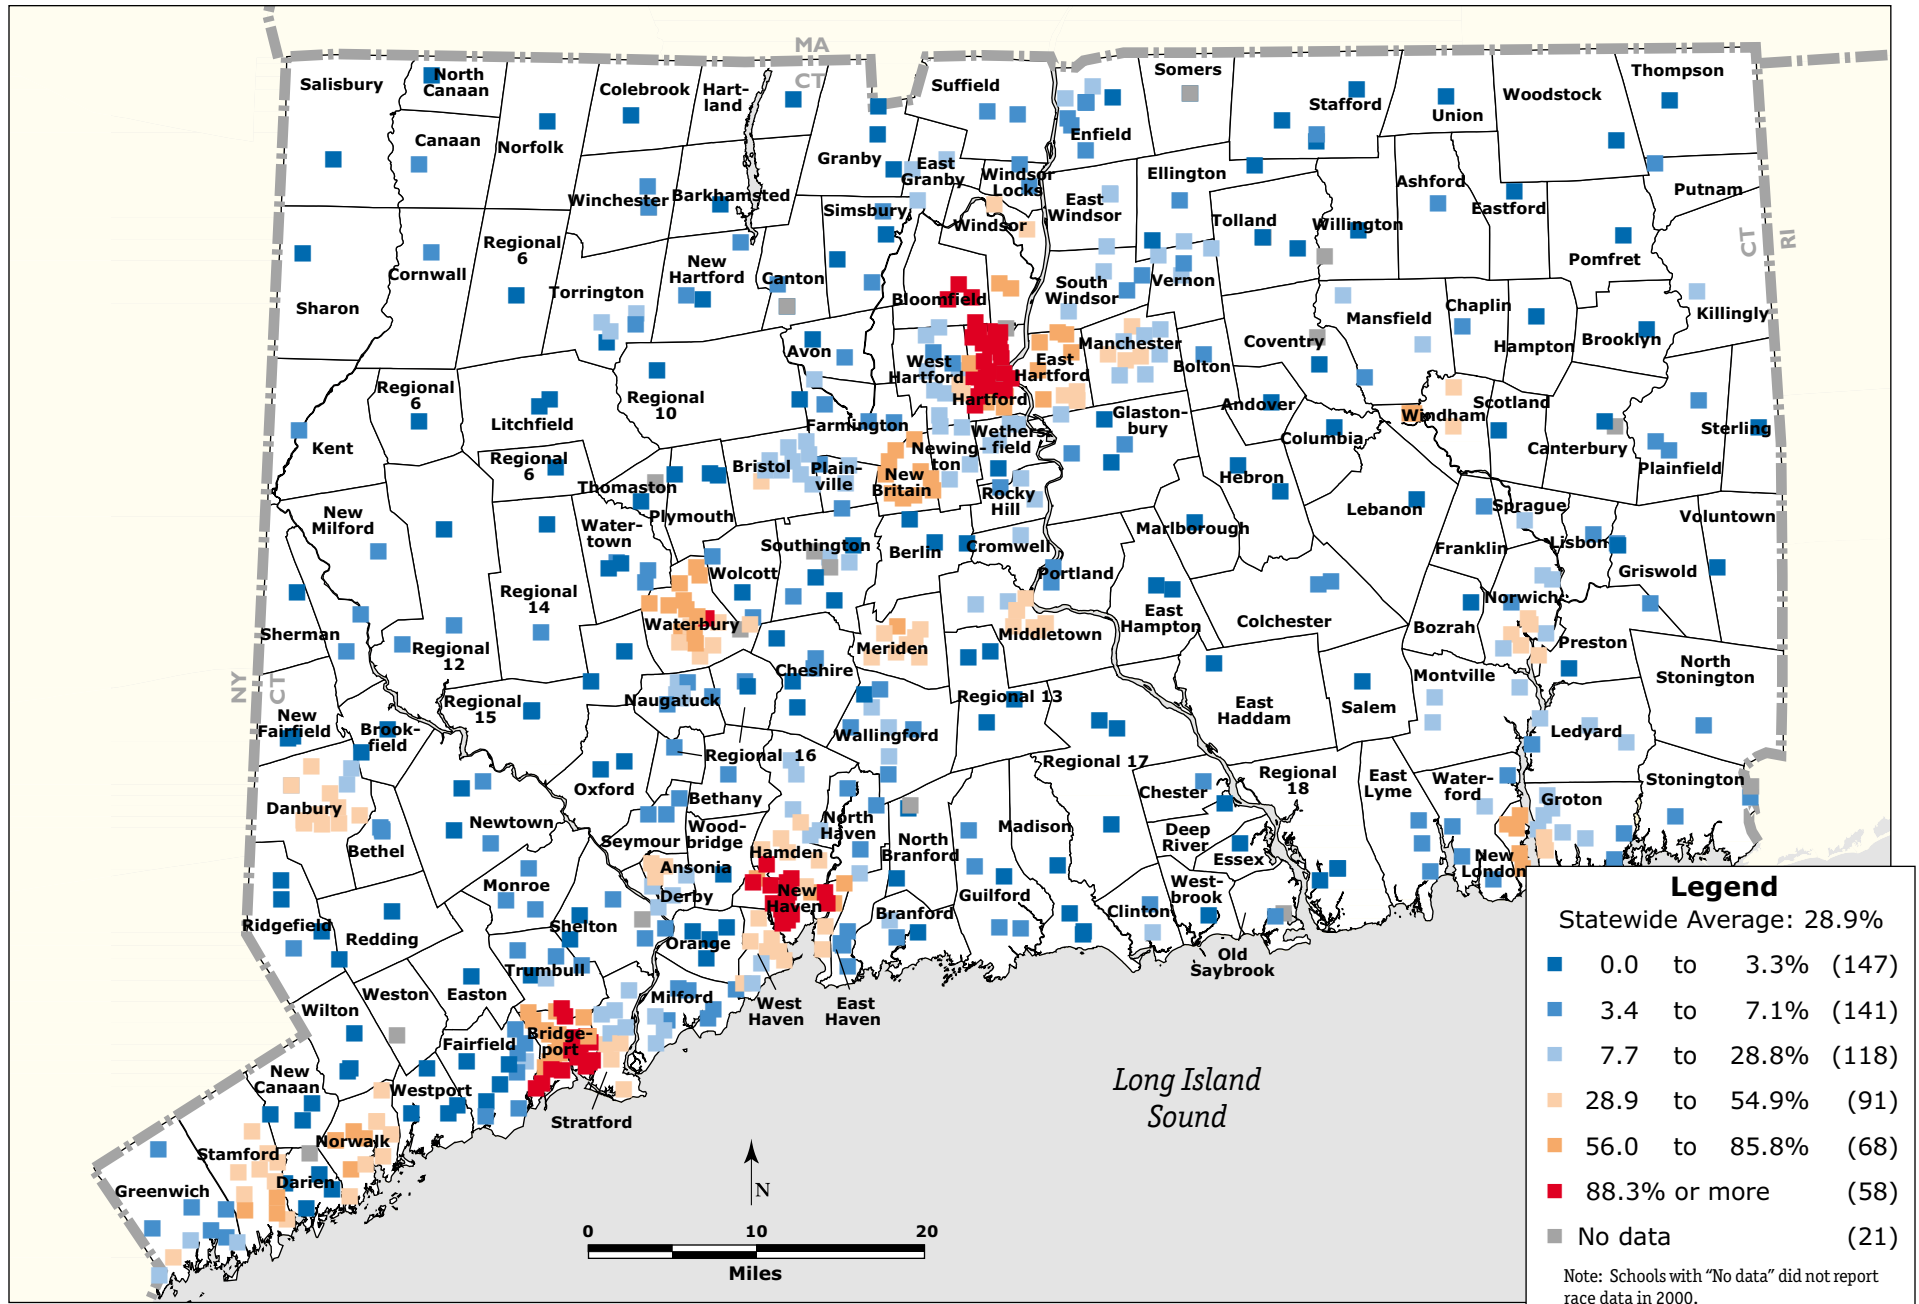 MA
CT
Salisbury
North
Canaan
Colebrook
Hart-
land
Suffield
Somers
Stafford
Union
Woodstock
Thompson
Canaan
Norfolk
Granby
East
Granby
Windsor
Locks
Enfield
Ellington
Ashford
Eastford
Putnam
Winchester
Barkhamsted
Simsbury
Windsor
East
Windsor
Tolland
Willington
Pomfret
CT
RI
Cornwall
Regional
6
New
Hartford
Canton
Sharon
Torrington
Bloomfield
South
Windsor
Vernon
Mansfield
Chaplin
Hampton
Brooklyn
Killingly
Avon
West
Hartford
East
Hartford
Manchester
Bolton
Coventry
Regional
6
Litchfield
Regional
10
Farmington
Hartford
Glaston-
bury
Andover
Columbia
Windham
Scotland
Canterbury
Plainfield
Sterling
Kent
Regional
6
Thomaston
Bristol
Plain-
ville
New
Britain
Newing-
ton
Wethers-
field
Rocky
Hill
Hebron
Lebanon
Sprague
Voluntown
New
Milford
Water-
town
Plymouth
Southington
Berlin
Cromwell
Marlborough
Franklin
Lisbon
Griswold
Regional
14
Wolcott
Portland
East
Hampton
Colchester
Bozrah
Norwich
Preston
Sherman
Regional
12
Waterbury
Cheshire
Meriden
Middletown
North
Stonington
NY
CT
New
Fairfield
Brook-
field
Regional
15
Naugatuck
Regional 16
Wallingford
Regional 13
East
Haddam
Salem
Montville
Ledyard
Danbury
Bethel
Newtown
Oxford
Bethany
Regional 17
Chester
Regional
18
East
Lyme
Water-
ford
Groton
Stonington
Seymour
Wood-
bridge
Hamden
North
Haven
North
Branford
Madison
Deep
River
Essex
New
London
Monroe
Ansonia
Derby
New
Haven
Guilford
West-
brook
Clinton
Ridgefield
Redding
Shelton
Orange
Branford
Old
Saybrook
Trumbull
Wilton
Weston
Easton
Milford
West
Haven
East
Haven
Fairfield
Bridge-
port
New
Canaan
Westport
Stratford
Norwalk
Stamford
Darien
Greenwich
Long Island
Sound
N
0 10 20
Miles
Legend
Statewide Average: 28.9%
0.0 to 3.3% (147)
3.4 to 7.1% (141)
7.7 to 28.8% (118)
28.9 to 54.9% (91)
56.0 to 85.8% (68)
88.3% or more (58)
No data (21)
Note: Schools with “No data” did not report
race data in 2000.